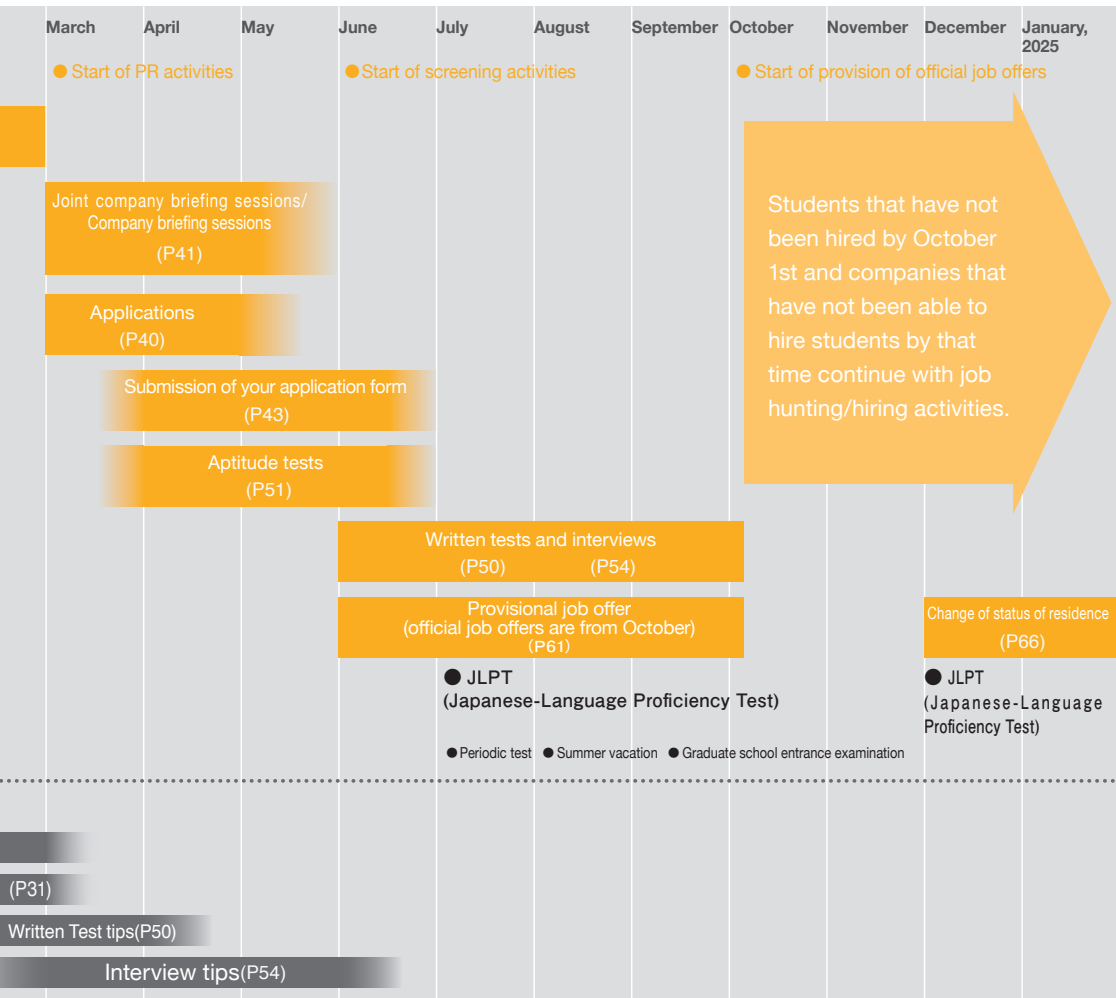 March April May June July August September October November December January, 2025
● Start of PR activities ● Start of screening activities ● Start of provision of official job offers
Joint company briefing sessions/
Company briefing sessions
(P41)
Applications
(P40)
Submission of your application form
(P43)
Aptitude tests
(P51)
Students that have not
been hired by October
1st and companies that
have not been able to
hire students by that
time continue with job
hunting/hiring activities.
Written tests and interviews
(P50) (P54)
Provisional job offer
(official job offers are from October)
(P61)
Change of status of residence
(P66)
● JLPT
(Japanese-Language Proficiency Test)
● JLPT
(Japanese-Language
Proficiency Test)
● Periodic test ● Summer vacation ● Graduate school entrance examination
(P31)
Written Test tips(P50)
Interview tips(P54)